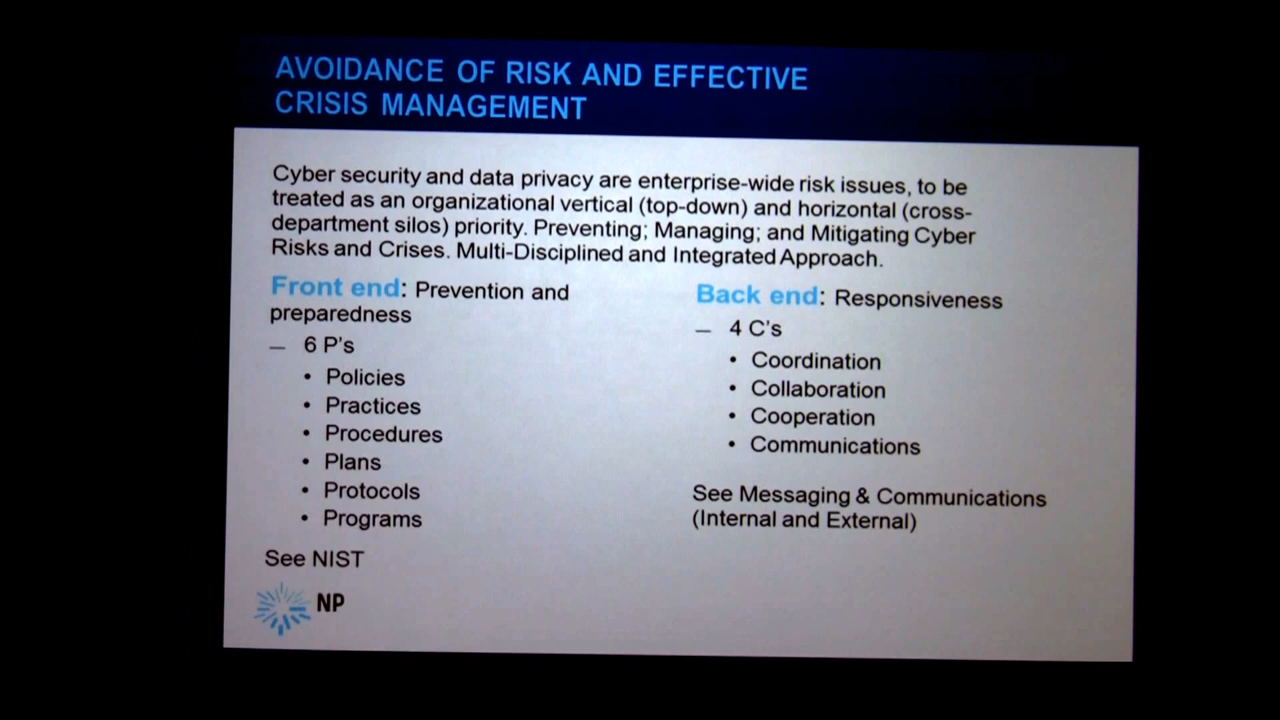 AVOIDANCE OF RISK AND EFFECTIVE
CRISIS MANAGEMENT
Cyber security and data privacy are enterprise-wide risk issues, to be
treated as an organizational vertical (top-down) and horizontal (cross-
department silos) priority. Preventing; Managing; and Mitigating Cyber
Risks and Crises. Multi-Disciplined and Integrated Approach.
Front end: Prevention and
preparedness
– 6 P's
• Policies
• Practices
• Procedures
• Plans
• Protocols
• Programs
See NIST
Back end: Responsiveness
– 4 C's
• Coordination
• Collaboration
• Cooperation
• Communications
See Messaging & Communications
(Internal and External)
NP